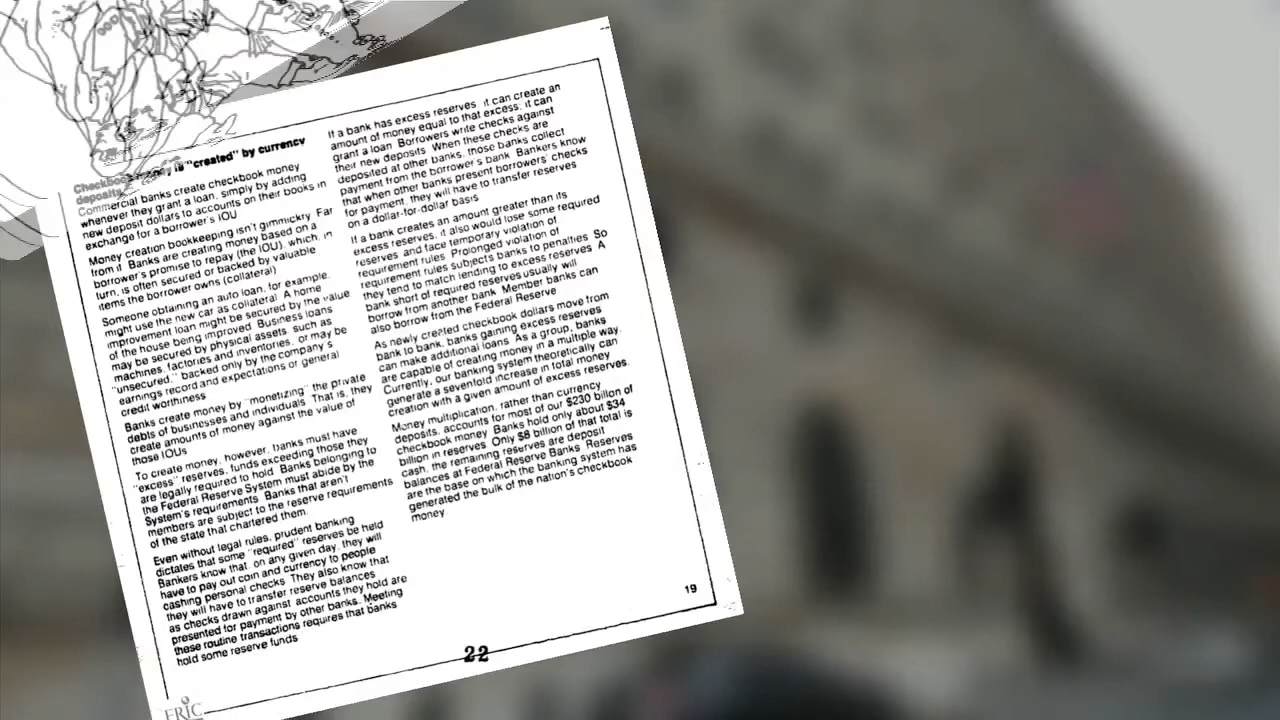 Checkbook money is "created" by currency
deposits
Commercial banks create checkbook money
whenever they grant a loan, simply by adding
new deposit dollars to accounts on their books in
exchange for a borrower's IOU
Money creation bookkeeping isn't gimmickry Far
from it Banks are creating money based on a
borrower's promise to repay (the IOU), which, in
turn, is often secured or backed by valuable
items the borrower owns (collateral)
Someone obtaining an auto loan, for example,
might use the new car as collateral A home
improvement loan might be secured by the value
of the house being improved Business loans
may be secured by physical assets, such as
machines, factories and inventories, or may be
"unsecured," backed only by the company's
earnings record and expectations or general
credit worthiness
Banks create money by "monetizing" the private
debts of businesses and individuals That is, they
create amounts of money against the value of
those IOUs
To create money, however, banks must have
"excess" reserves, funds exceeding those they
are legally required to hold Banks belonging to
the Federal Reserve System must abide by the
System's requirements Banks that aren't
members are subject to the reserve requirements
of the state that chartered them
Even without legal rules, prudent banking
dictates that some "required" reserves be held
Bankers know that, on any given day, they will
have to pay out coin and currency to people
cashing personal checks They also know that
they will have to transfer reserve balances
as checks drawn against accounts they hold are
presented for payment by other banks. Meeting
these routine transactions requires that banks
hold some reserve funds
If a bank has excess reserves, it can create an
amount of money equal to that excess; it can
grant a loan Borrowers write checks against
their new deposits When these checks are
deposited at other banks, those banks collect
payment from the borrower's bank Bankers know
that when other banks present borrowers' checks
for payment, they will have to transfer reserves
on a dollar-for-dollar basis
If a bank creates an amount greater than its
excess reserves, it also would lose some required
reserves and face temporary violation of
requirement rules Prolonged violation of
requirement rules subjects banks to penalties So
they tend to match lending to excess reserves A
bank short of required reserves usually will
borrow from another bank Member banks can
also borrow from the Federal Reserve
As newly created checkbook dollars move from
bank to bank, banks gaining excess reserves
can make additional loans As a group, banks
are capable of creating money in a multiple way.
Currently, our banking system theoretically can
generate a sevenfold increase in total money
creation with a given amount of excess reserves.
Money multiplication, rather than currency
deposits, accounts for most of our $230 billon of
checkbook money Banks hold only about $34
billion in reserves Only $8 billion of that total is
cash, the remaining reserves are deposit
balances at Federal Reserve Banks Reserves
are the base on which the banking system has
generated the bulk of the nation's checkbook
money
19
22
ERIC